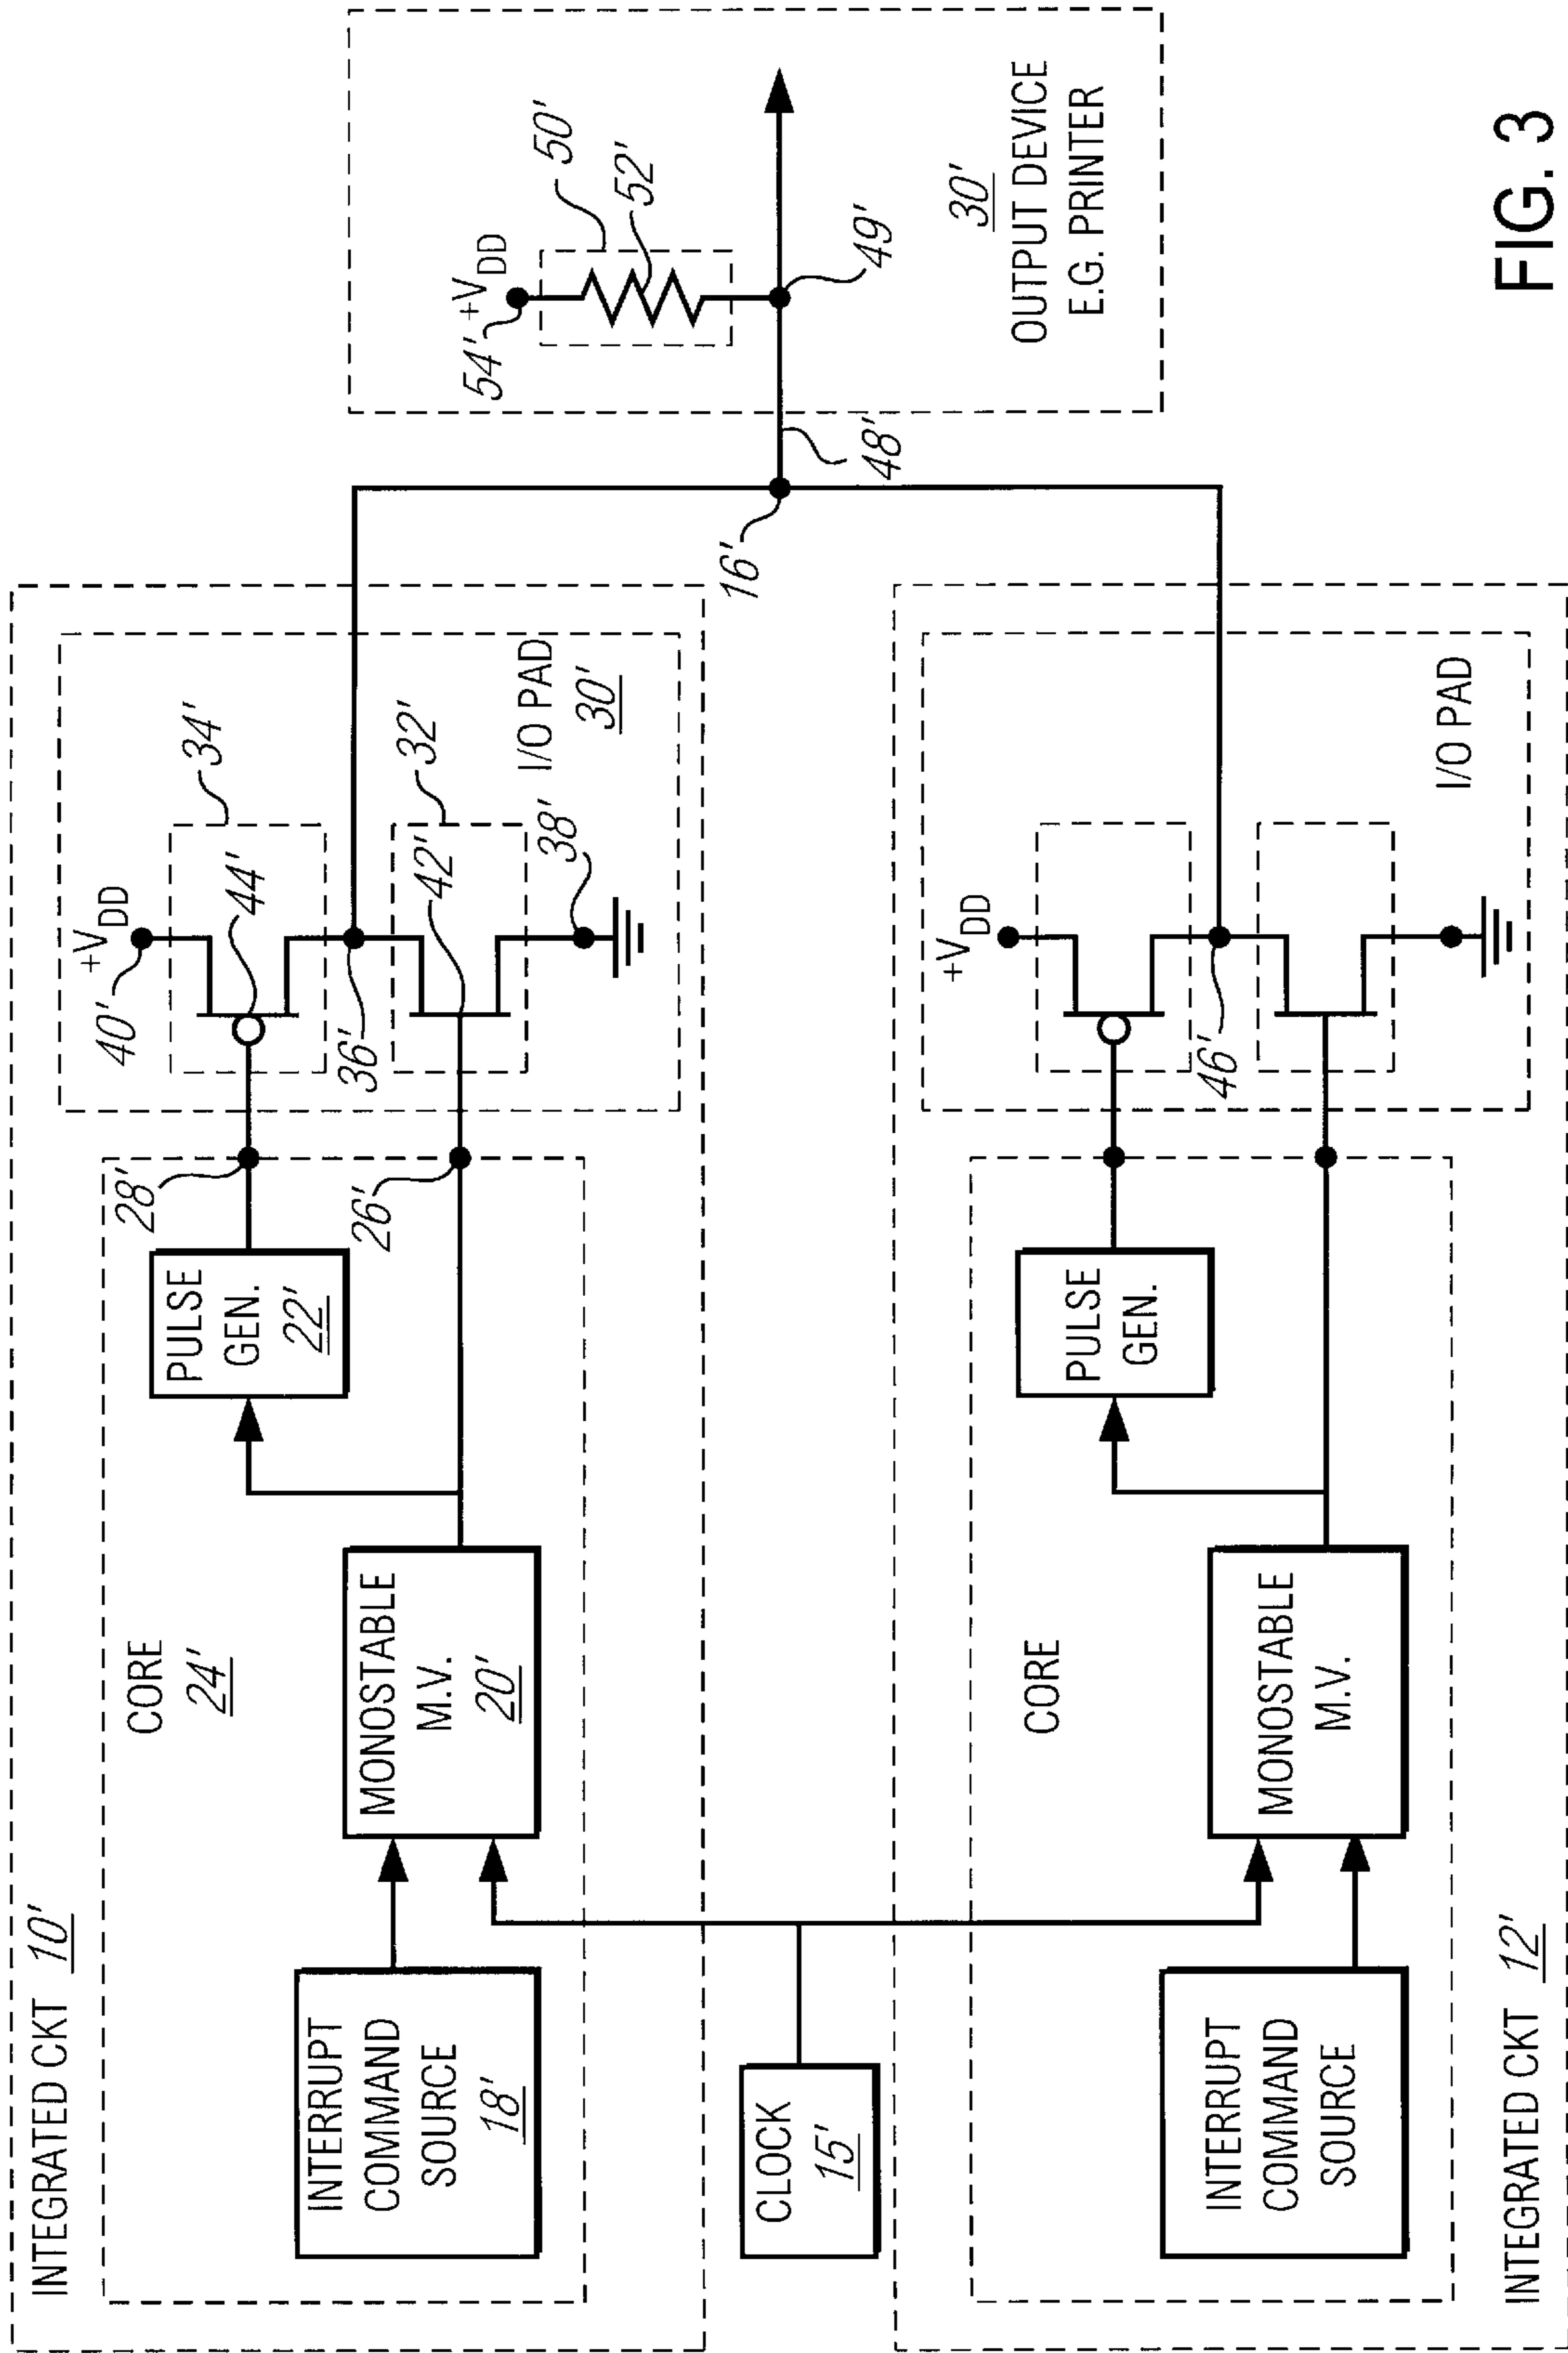 INTEGRATED CKT 10'
CORE
24'
INTERRUPT
COMMAND
SOURCE
18'
MONOSTABLE
M.V.
20'
PULSE
GEN.
22'
28'
26'
40'
+VDD
44'
34'
36'
42'
32'
38'
I/O PAD
30'
CLOCK
15'
16'
48'
54'
+VDD
50'
52'
49'
30'
OUTPUT DEVICE
E.G. PRINTER
CORE
INTERRUPT
COMMAND
SOURCE
MONOSTABLE
M.V.
PULSE
GEN.
+VDD
46'
I/O PAD
INTEGRATED CKT 12'
FIG. 3